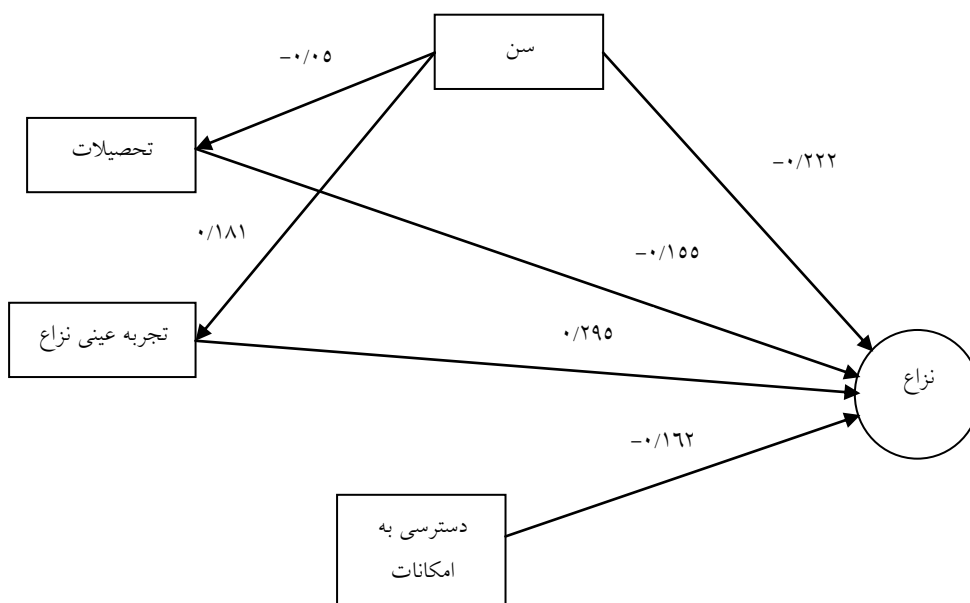 سن
-۰/۰۵
تحصیلات
-۰/۲۲۲
۰/۱۸۱
-۰/۱۵۵
تجربه عینی نزاع
۰/۲۹۵
نزاع
-۰/۱۶۲
دسترسی به
امکانات